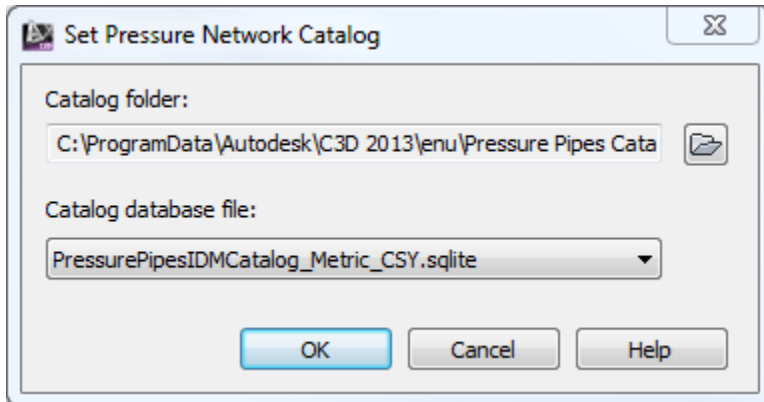 Set Pressure Network Catalog
Catalog folder:
C:\ProgramData\Autodesk\C3D 2013\enu\Pressure Pipes Cata
Catalog database file:
PressurePipesIDMCatalog_Metric_CSY.sqlite
OK Cancel Help